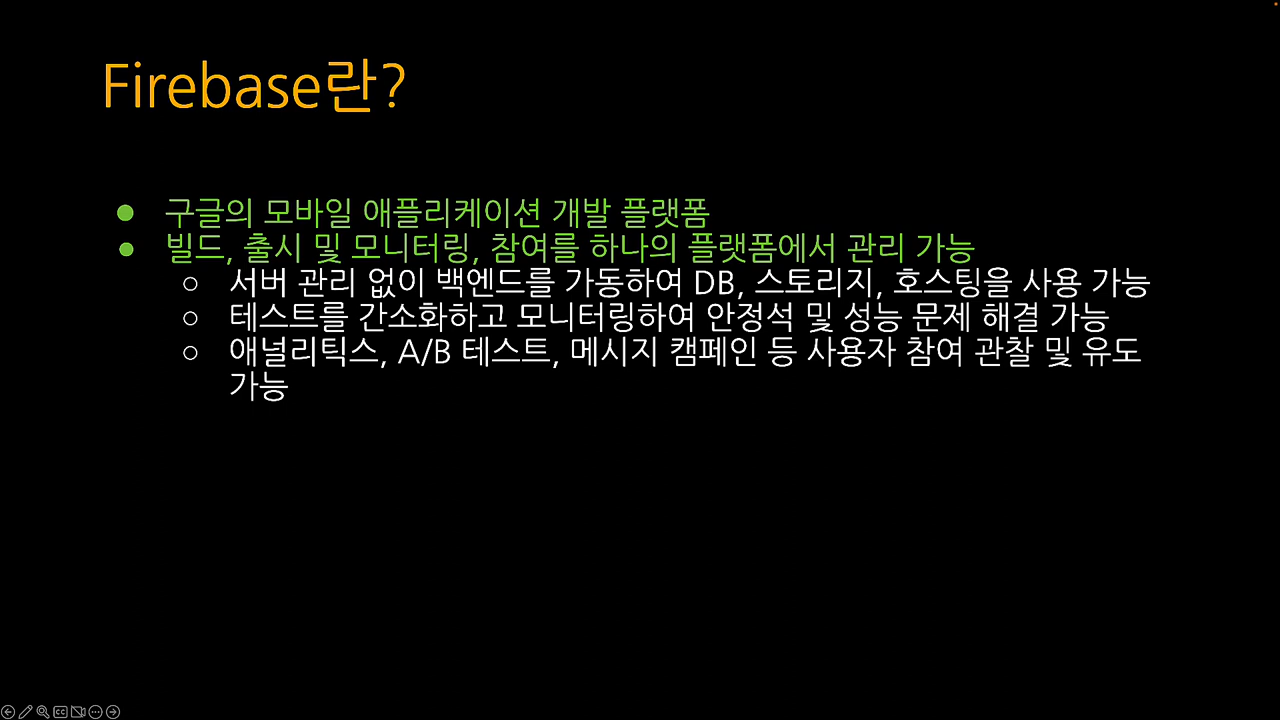 Firebase란?
● 구글의 모바일 애플리케이션 개발 플랫폼
● 빌드, 출시 및 모니터링, 참여를 하나의 플랫폼에서 관리 가능
○ 서버 관리 없이 백엔드를 가동하여 DB, 스토리지, 호스팅을 사용 가능
○ 테스트를 간소화하고 모니터링하여 안정석 및 성능 문제 해결 가능
○ 애널리틱스, A/B 테스트, 메시지 캠페인 등 사용자 참여 관찰 및 유도
가능